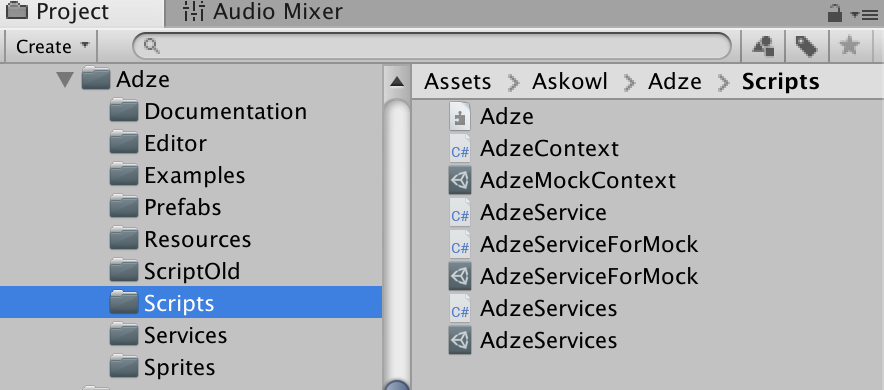 Project
Audio Mixer
Create
Adze
Documentation
Editor
Examples
Prefabs
Resources
ScriptOld
Scripts
Services
Sprites
Assets > Askowl > Adze > Scripts
Adze
C# AdzeContext
AdzeMockContext
C# AdzeService
C# AdzeServiceForMock
AdzeServiceForMock
C# AdzeServices
AdzeServices